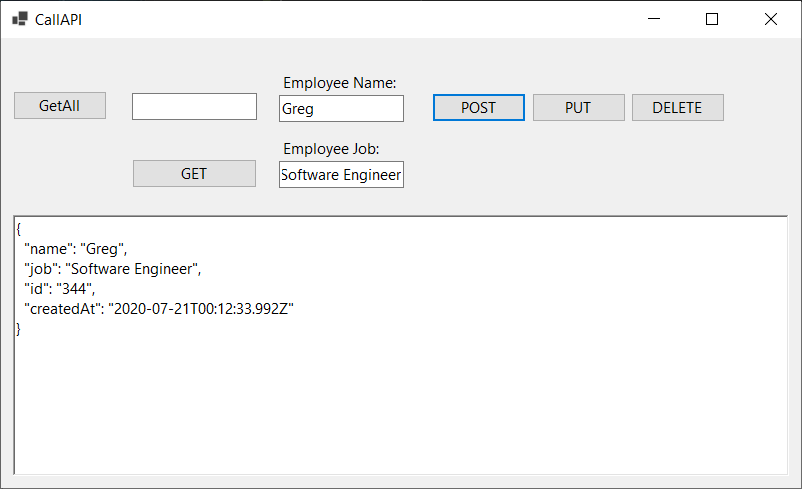 CallAPI
Employee Name:
GetAll
Greg
POST
PUT
DELETE
Employee Job:
GET
Software Engineer
{
"name": "Greg",
"job": "Software Engineer",
"id": "344",
"createdAt": "2020-07-21T00:12:33.992Z"
}